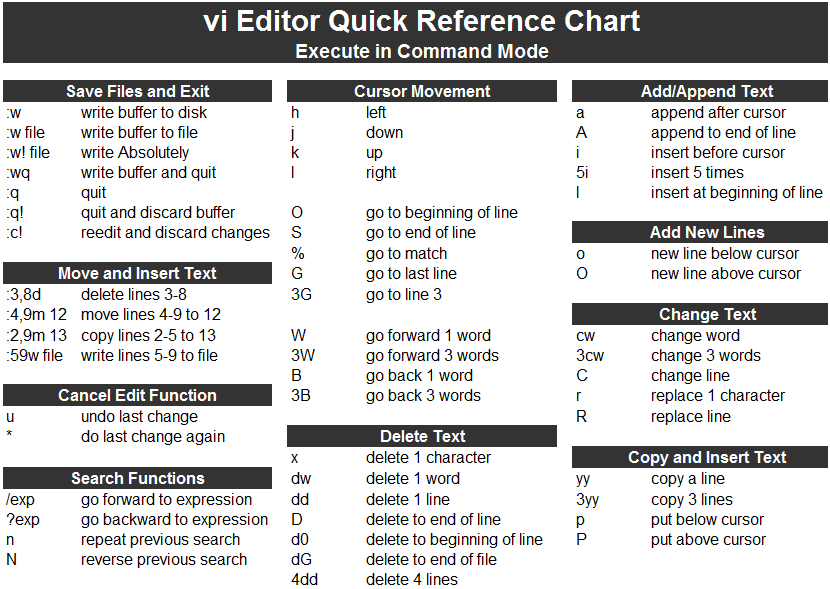 vi Editor Quick Reference Chart
Execute in Command Mode
Save Files and Exit
:w write buffer to disk
:w file write buffer to file
:w! file write Absolutely
:wq write buffer and quit
:q quit
:q! quit and discard buffer
:c! reedit and discard changes
Move and Insert Text
:3,8d delete lines 3-8
:4,9m 12 move lines 4-9 to 12
:2,9m 13 copy lines 2-5 to 13
:59w file write lines 5-9 to file
Cancel Edit Function
u undo last change
* do last change again
Search Functions
/exp go forward to expression
?exp go backward to expression
n repeat previous search
N reverse previous search
Cursor Movement
h left
j down
k up
l right
O go to beginning of line
S go to end of line
% go to match
G go to last line
3G go to line 3
W go forward 1 word
3W go forward 3 words
B go back 1 word
3B go back 3 words
Delete Text
x delete 1 character
dw delete 1 word
dd delete 1 line
D delete to end of line
d0 delete to beginning of line
dG delete to end of file
4dd delete 4 lines
Add/Append Text
a append after cursor
A append to end of line
i insert before cursor
5i insert 5 times
I insert at beginning of line
Add New Lines
o new line below cursor
O new line above cursor
Change Text
cw change word
3cw change 3 words
C change line
r replace 1 character
R replace line
Copy and Insert Text
yy copy a line
3yy copy 3 lines
p put below cursor
P put above cursor